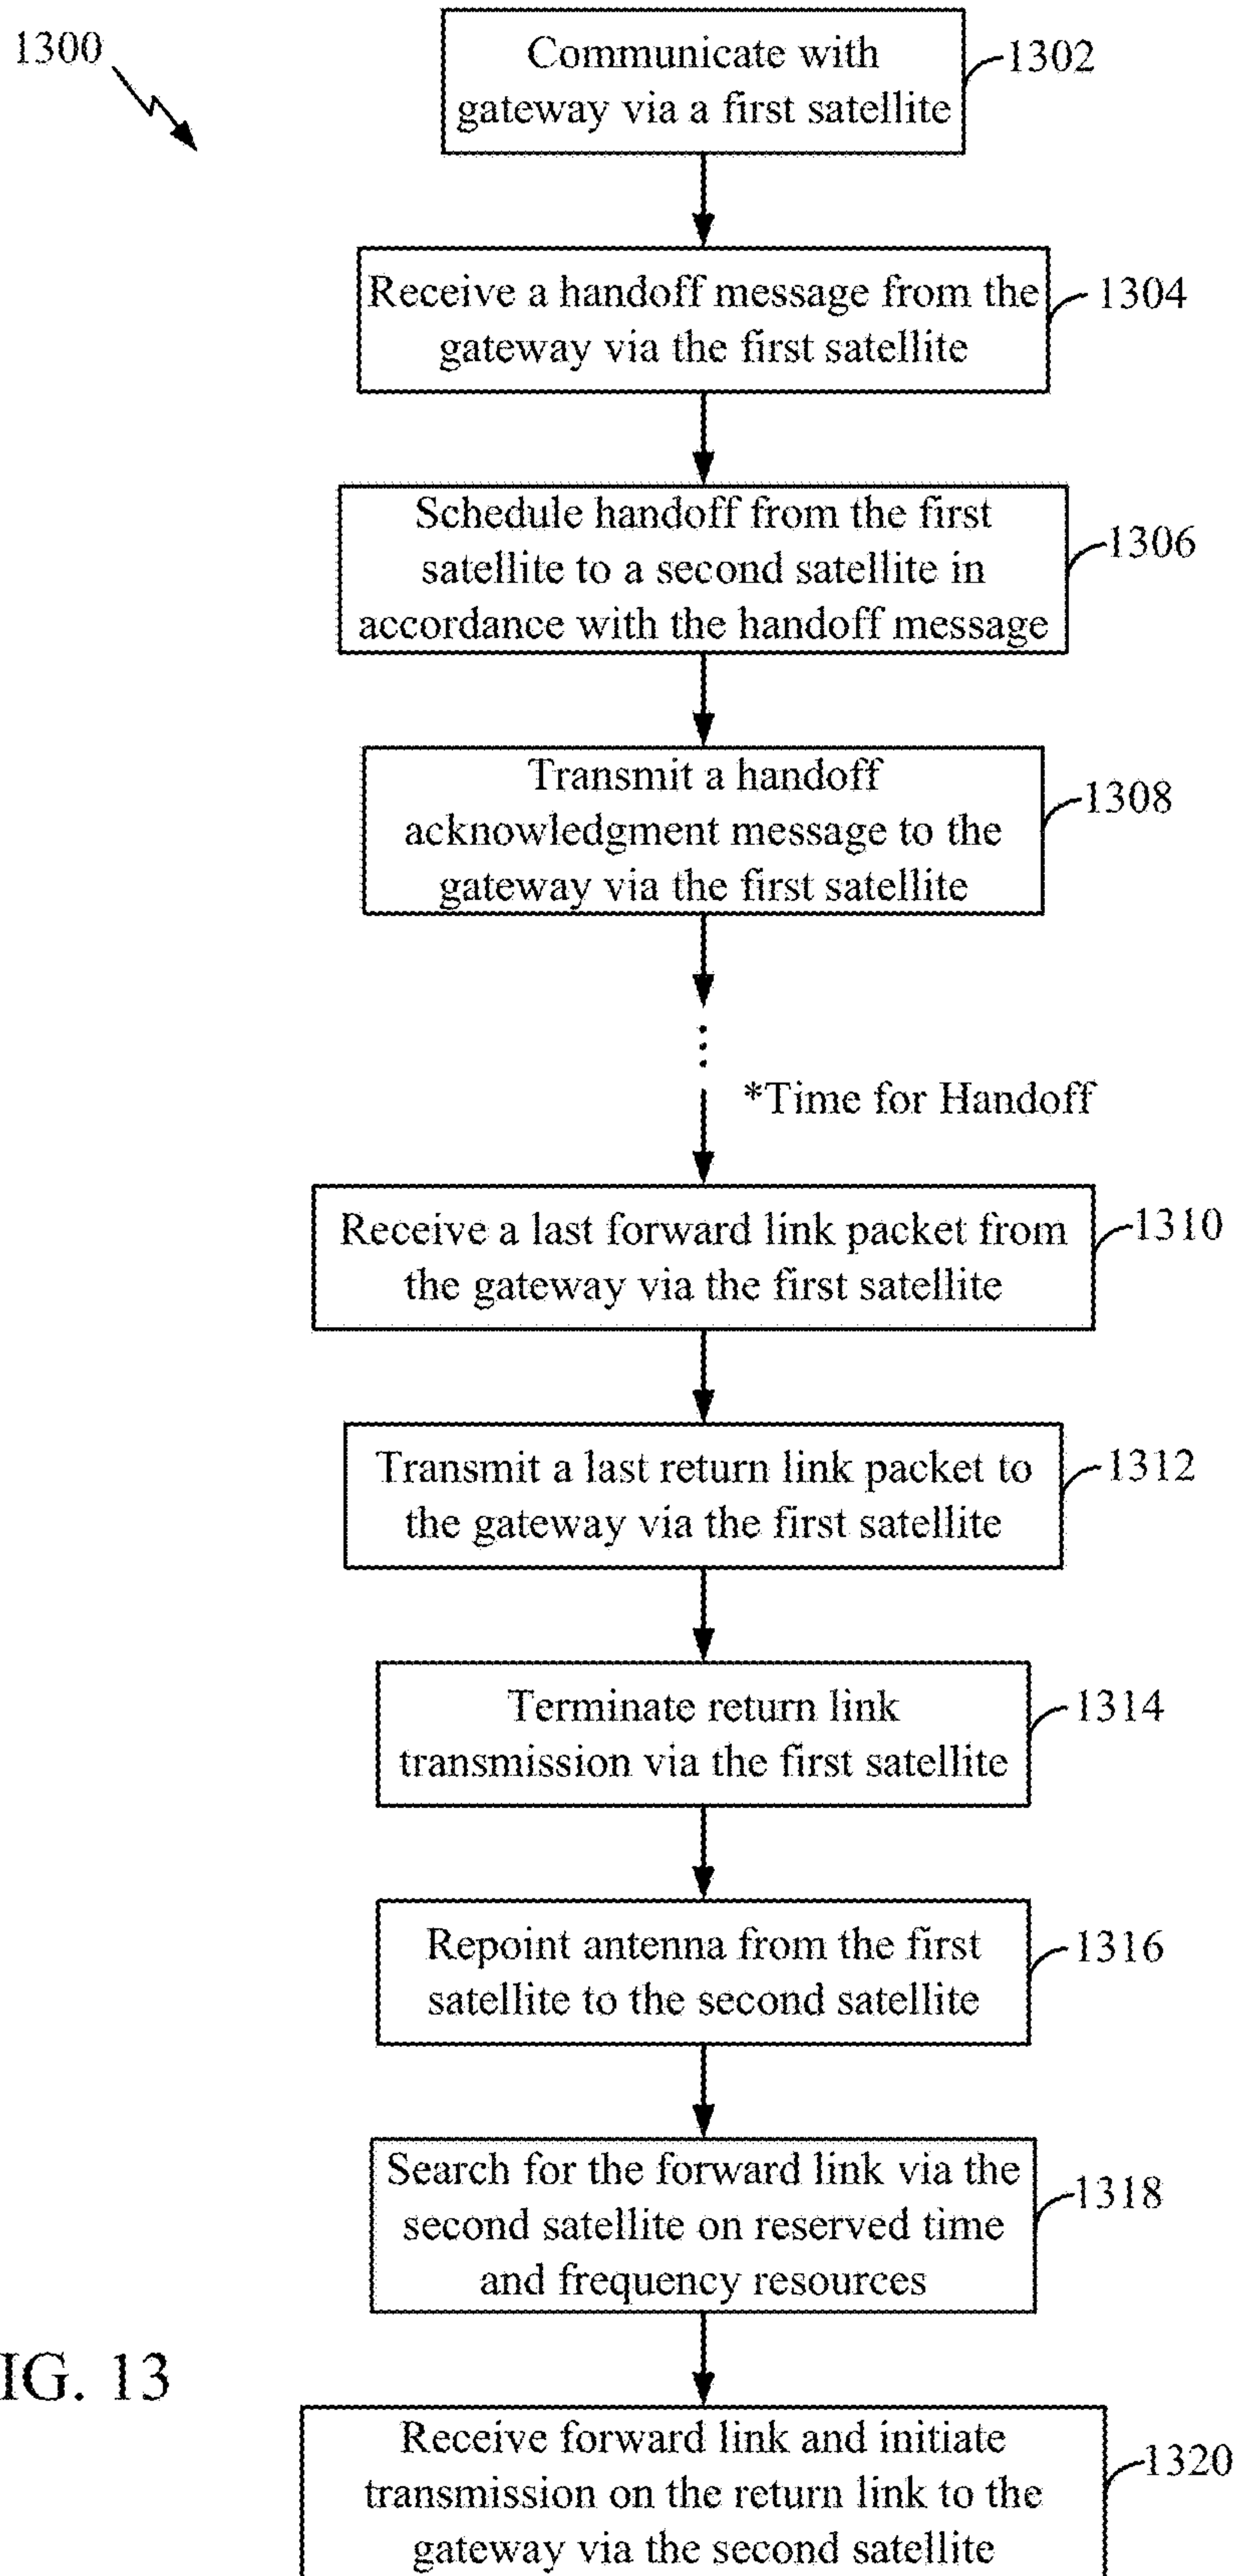 1300
Communicate with
gateway via a first satellite
1302
Receive a handoff message from the
gateway via the first satellite
1304
Schedule handoff from the first
satellite to a second satellite in
accordance with the handoff message
1306
Transmit a handoff
acknowledgment message to the
gateway via the first satellite
1308
*Time for Handoff
Receive a last forward link packet from
the gateway via the first satellite
1310
Transmit a last return link packet to
the gateway via the first satellite
1312
Terminate return link
transmission via the first satellite
1314
Repoint antenna from the first
satellite to the second satellite
1316
Search for the forward link via the
second satellite on reserved time
and frequency resources
1318
IG. 13
Receive forward link and initiate
transmission on the return link to the
gateway via the second satellite
1320